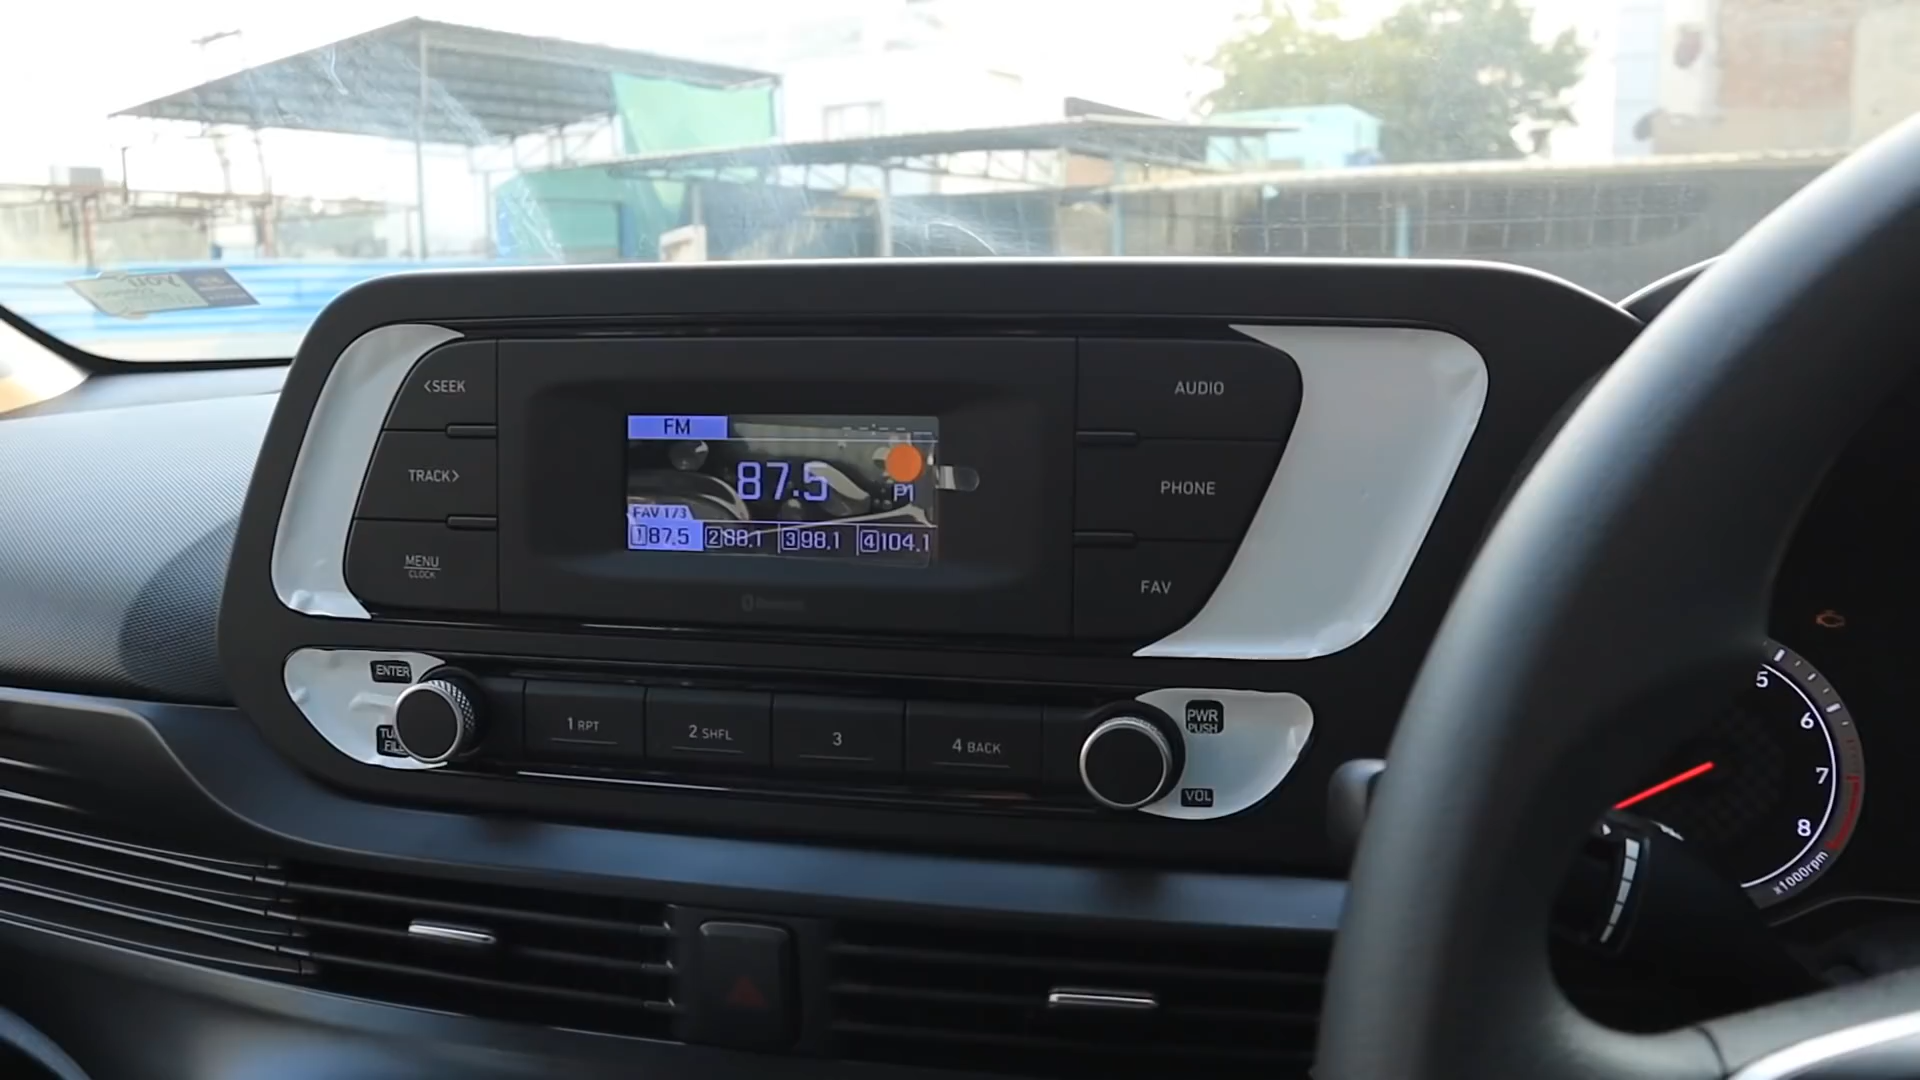 <SEEK
TRACK>
MENU
CLOCK
FM
87.5
P1
FAV 1/3
1 87.5 2 88.1 3 98.1 4 104.1
AUDIO
PHONE
FAV
ENTER
1 RPT
2 SHFL
3
4 BACK
PWR
PUSH
VOL
5
6
7
8
x1000rpm